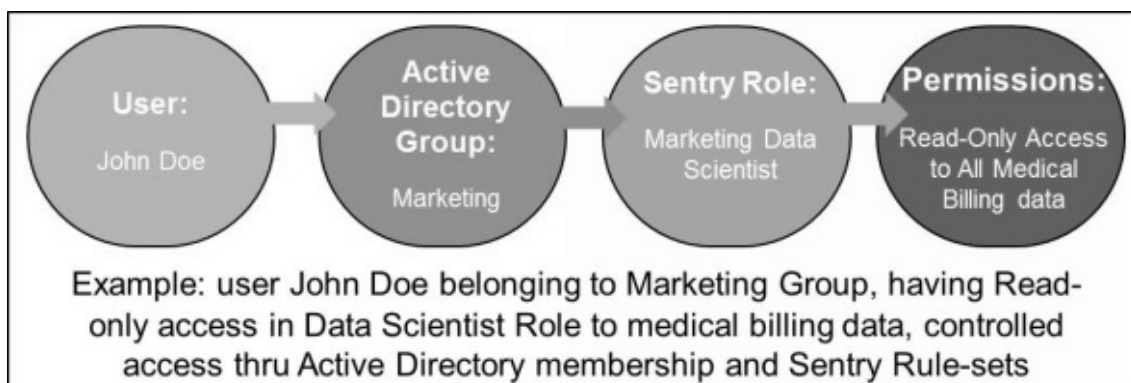 User:
John Doe
Active
Directory
Group:
Marketing
Sentry Role:
Marketing Data
Scientist
Permissions:
Read-Only Access
to All Medical
Billing data
Example: user John Doe belonging to Marketing Group, having Read-
only access in Data Scientist Role to medical billing data, controlled
access thru Active Directory membership and Sentry Rule-sets